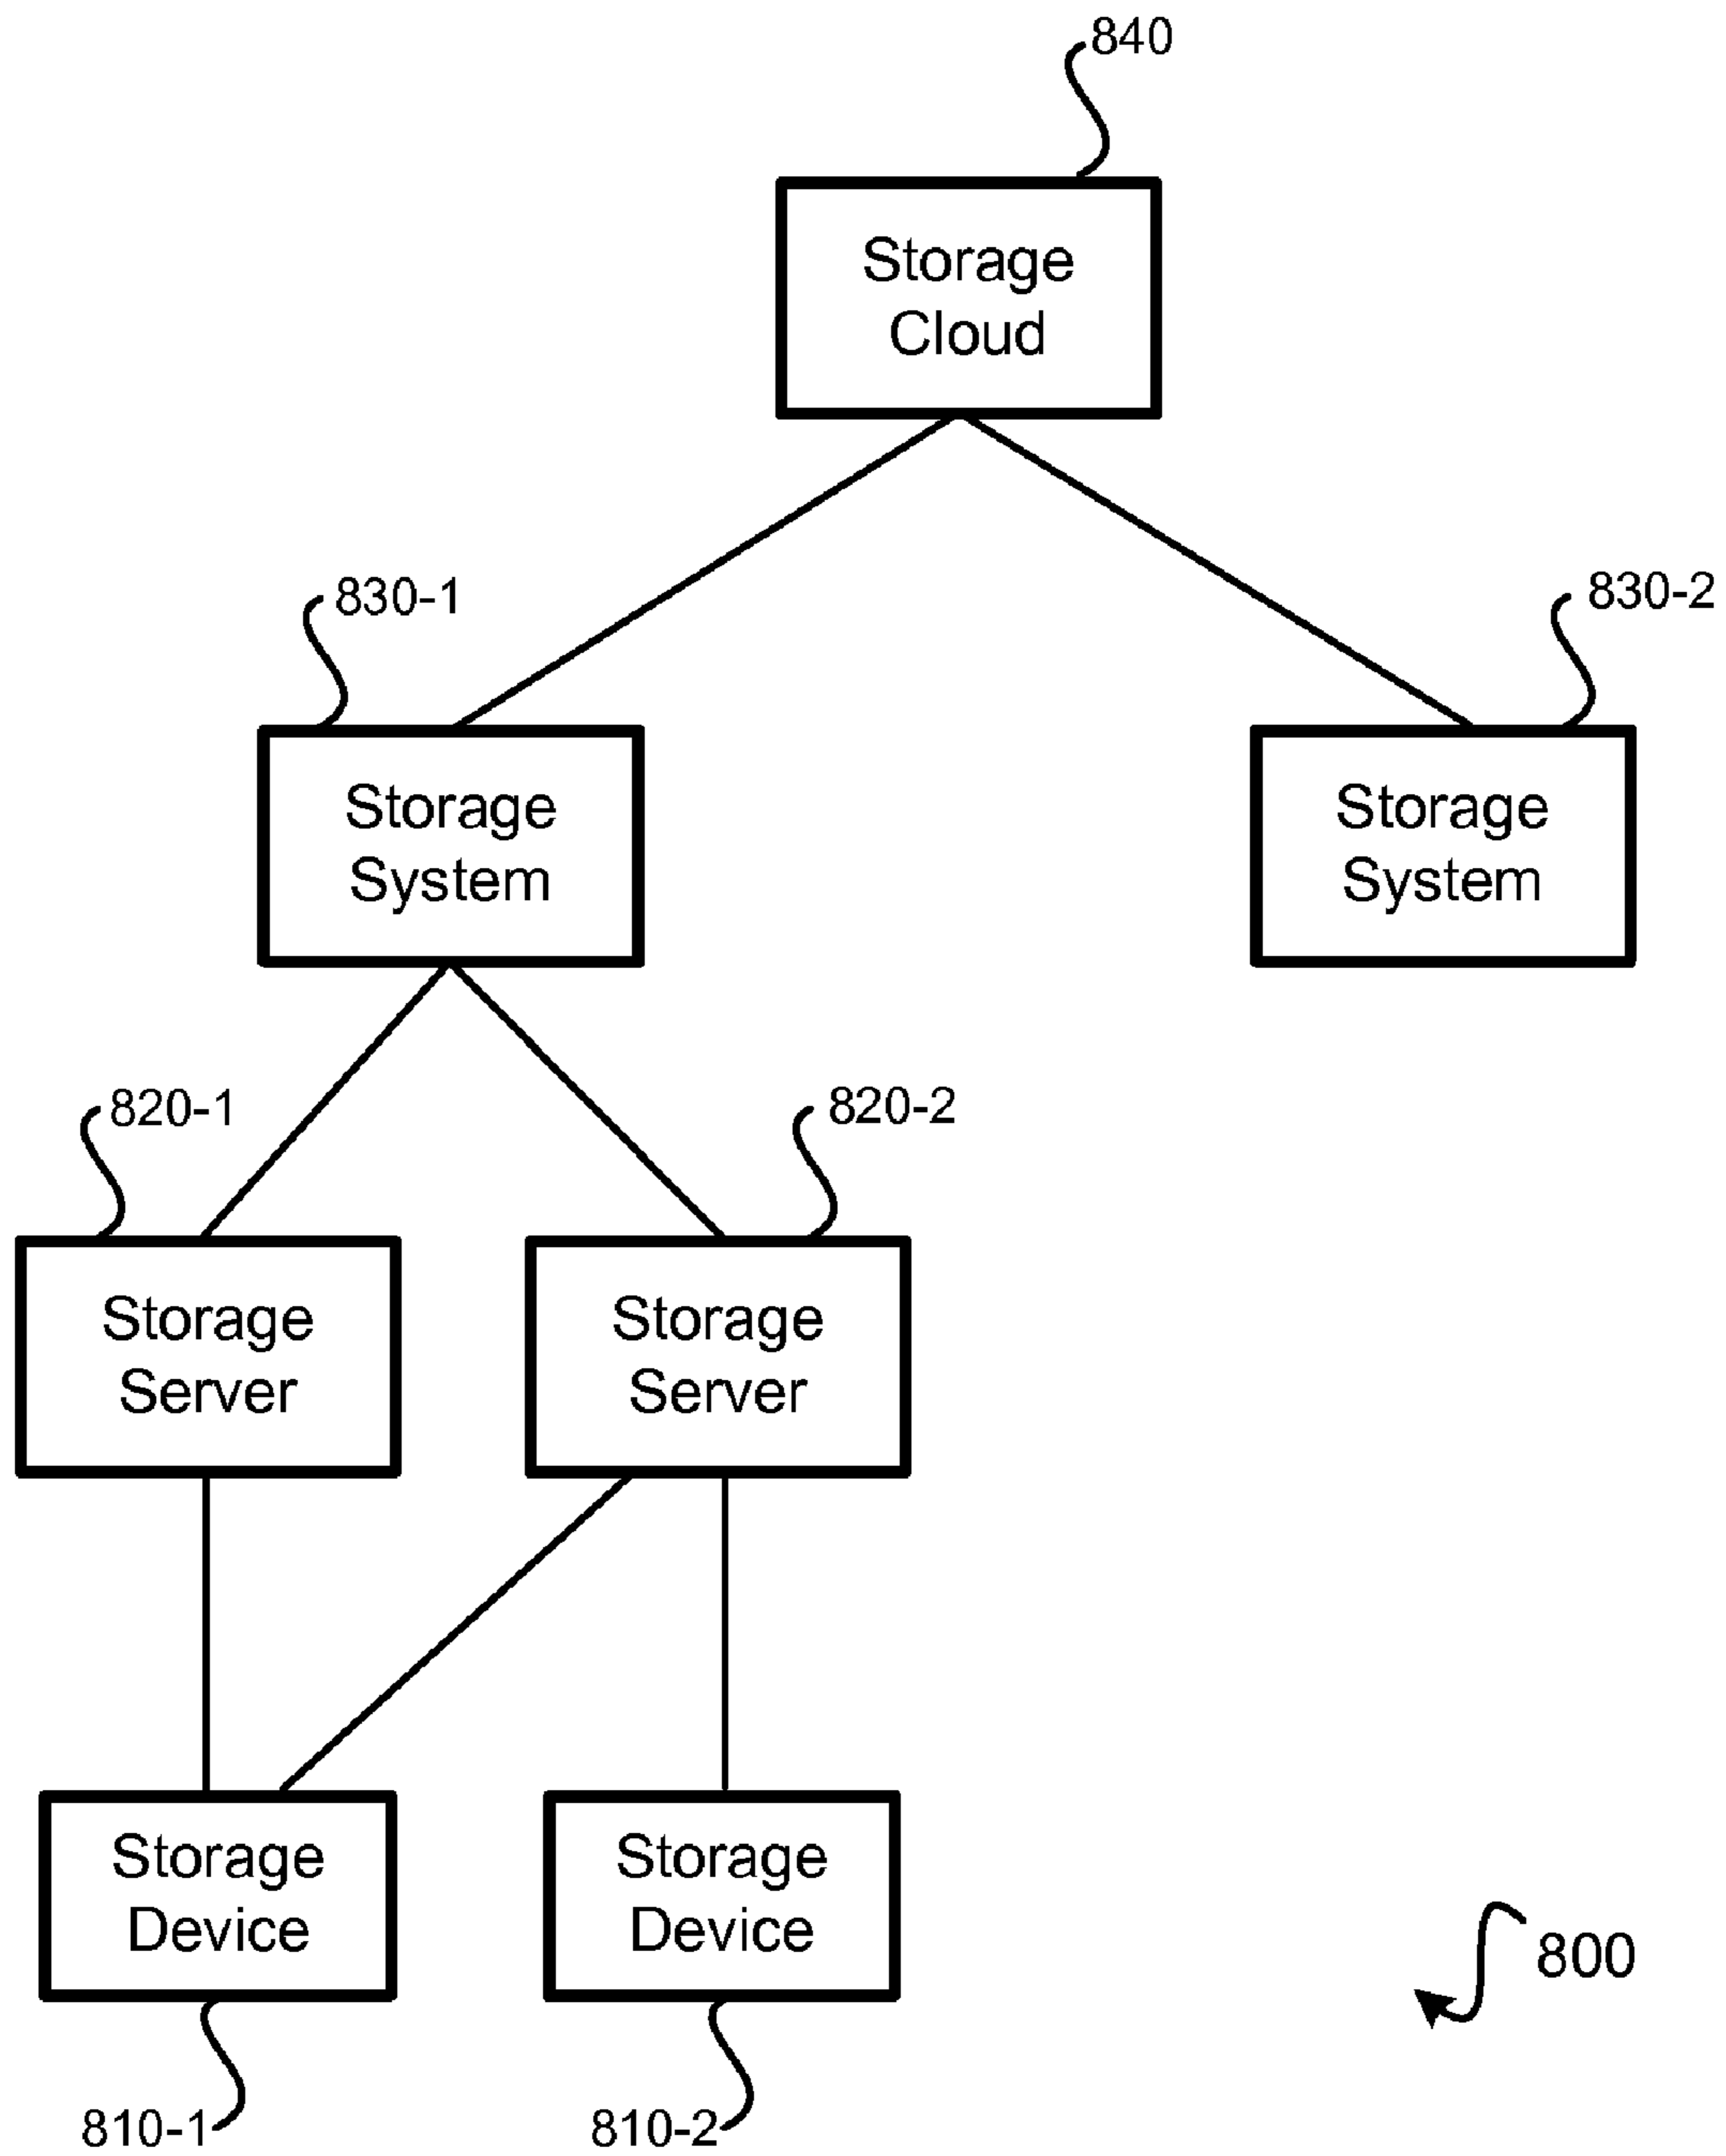 840
Storage
Cloud
830-1
830-2
Storage
System
Storage
System
820-1
820-2
Storage
Server
Storage
Server
Storage
Device
Storage
Device
800
810-1
810-2